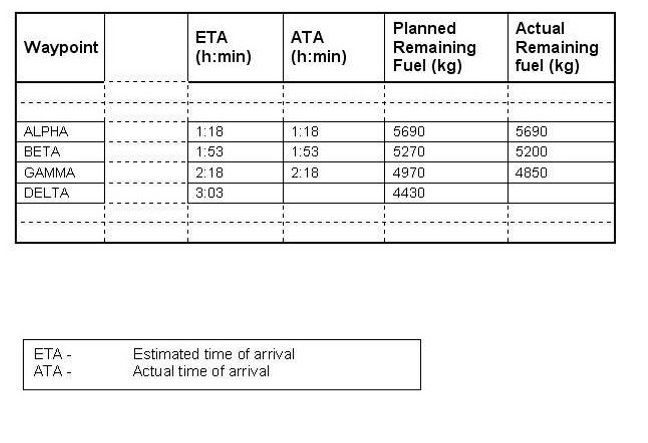 Waypoint ETA (h:min) ATA (h:min) Planned Remaining Fuel (kg) Actual Remaining fuel (kg)
ALPHA 1:18 1:18 5690 5690
BETA 1:53 1:53 5270 5200
GAMMA 2:18 2:18 4970 4850
DELTA 3:03 4430
ETA - Estimated time of arrival
ATA - Actual time of arrival